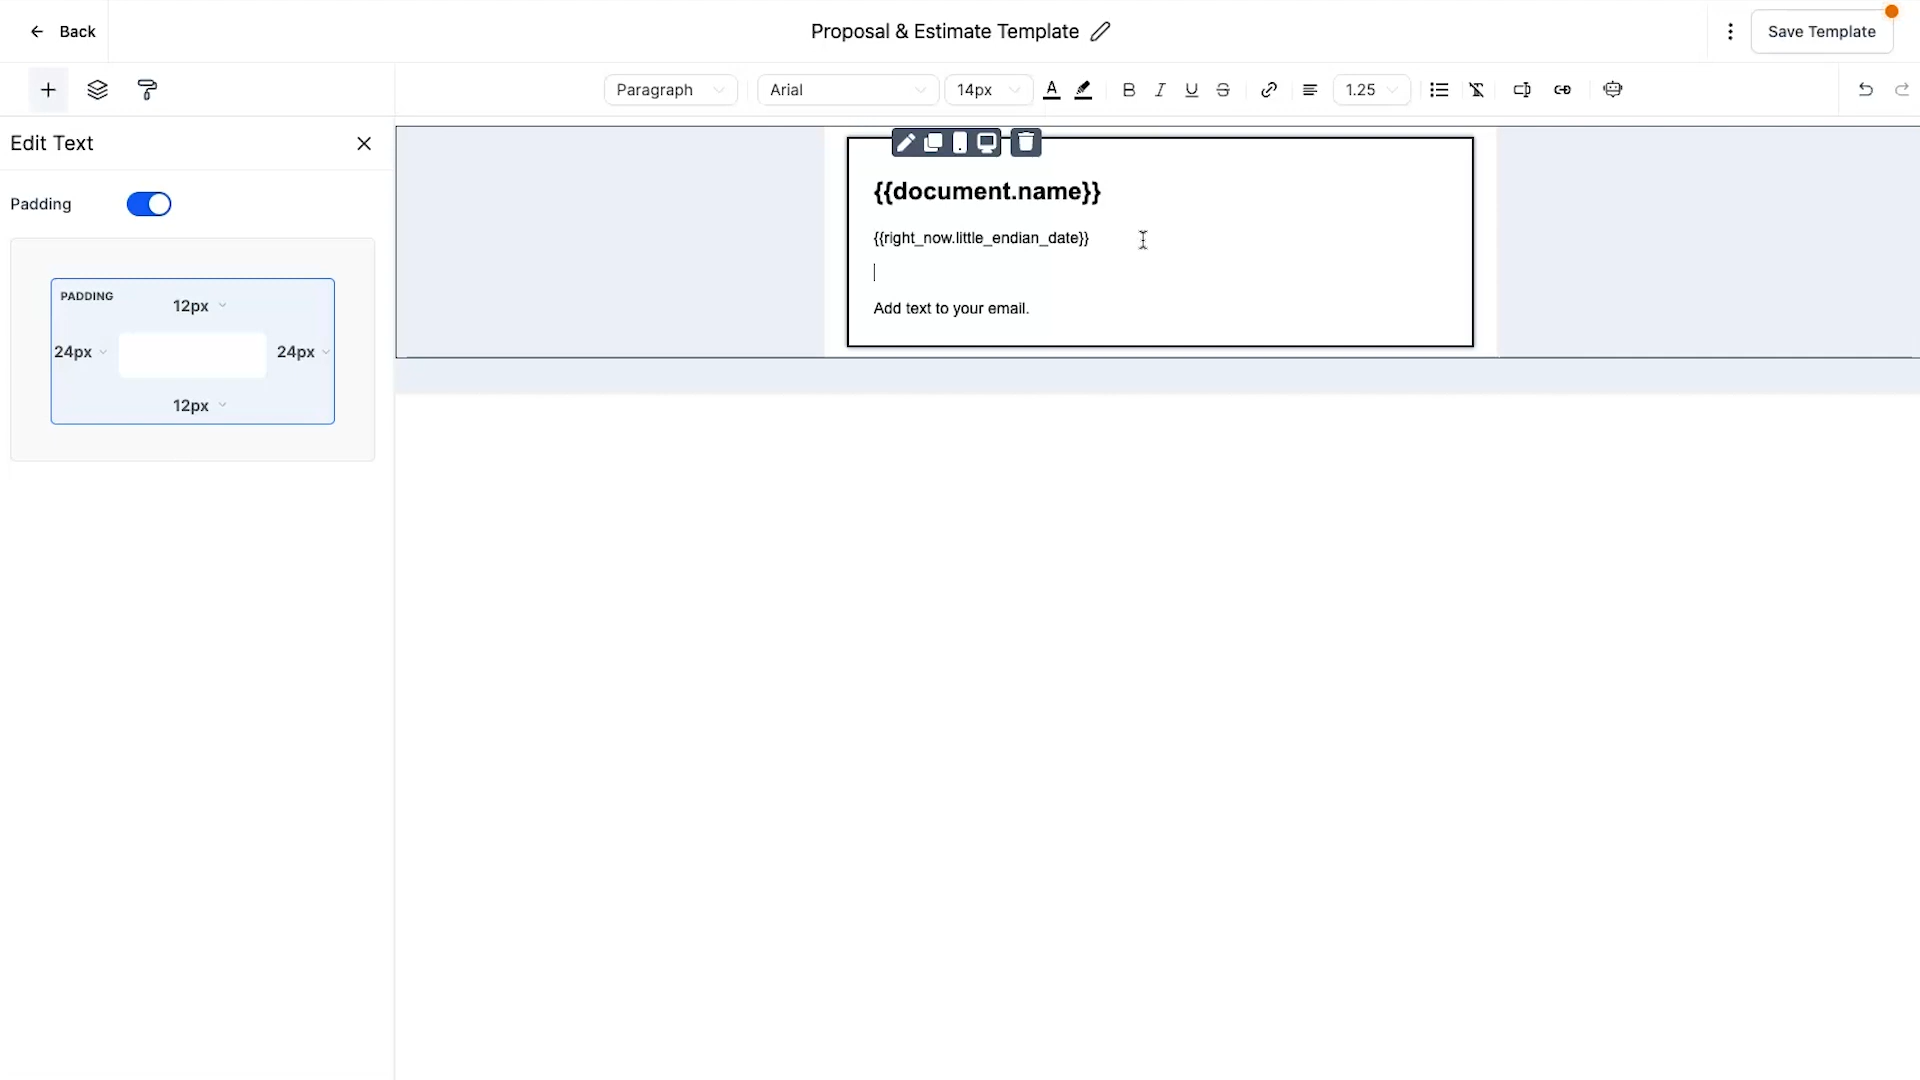 Back
Proposal & Estimate Template
Save Template
Paragraph
Arial
14px
1.25
Edit Text
Padding
PADDING
12px
24px
24px
12px
{{document.name}}
{{right_now.little_endian_date}}
Add text to your email.